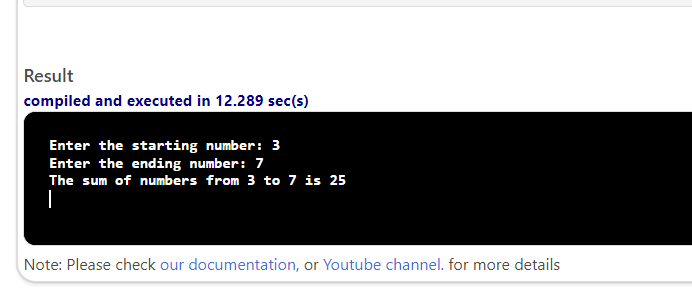 Result
compiled and executed in 12.289 sec(s)
Enter the starting number: 3
Enter the ending number: 7
The sum of numbers from 3 to 7 is 25
Note: Please check our documentation, or Youtube channel. for more details